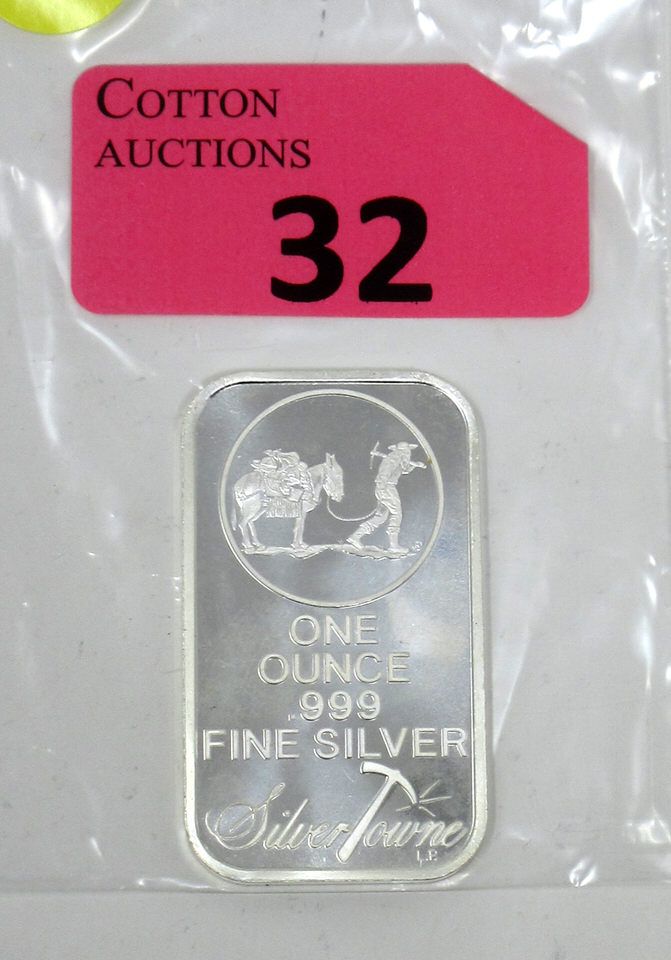 COTTON
AUCTIONS
32
ONE
OUNCE
.999
FINE SILVER
SilverTowne
L.P.